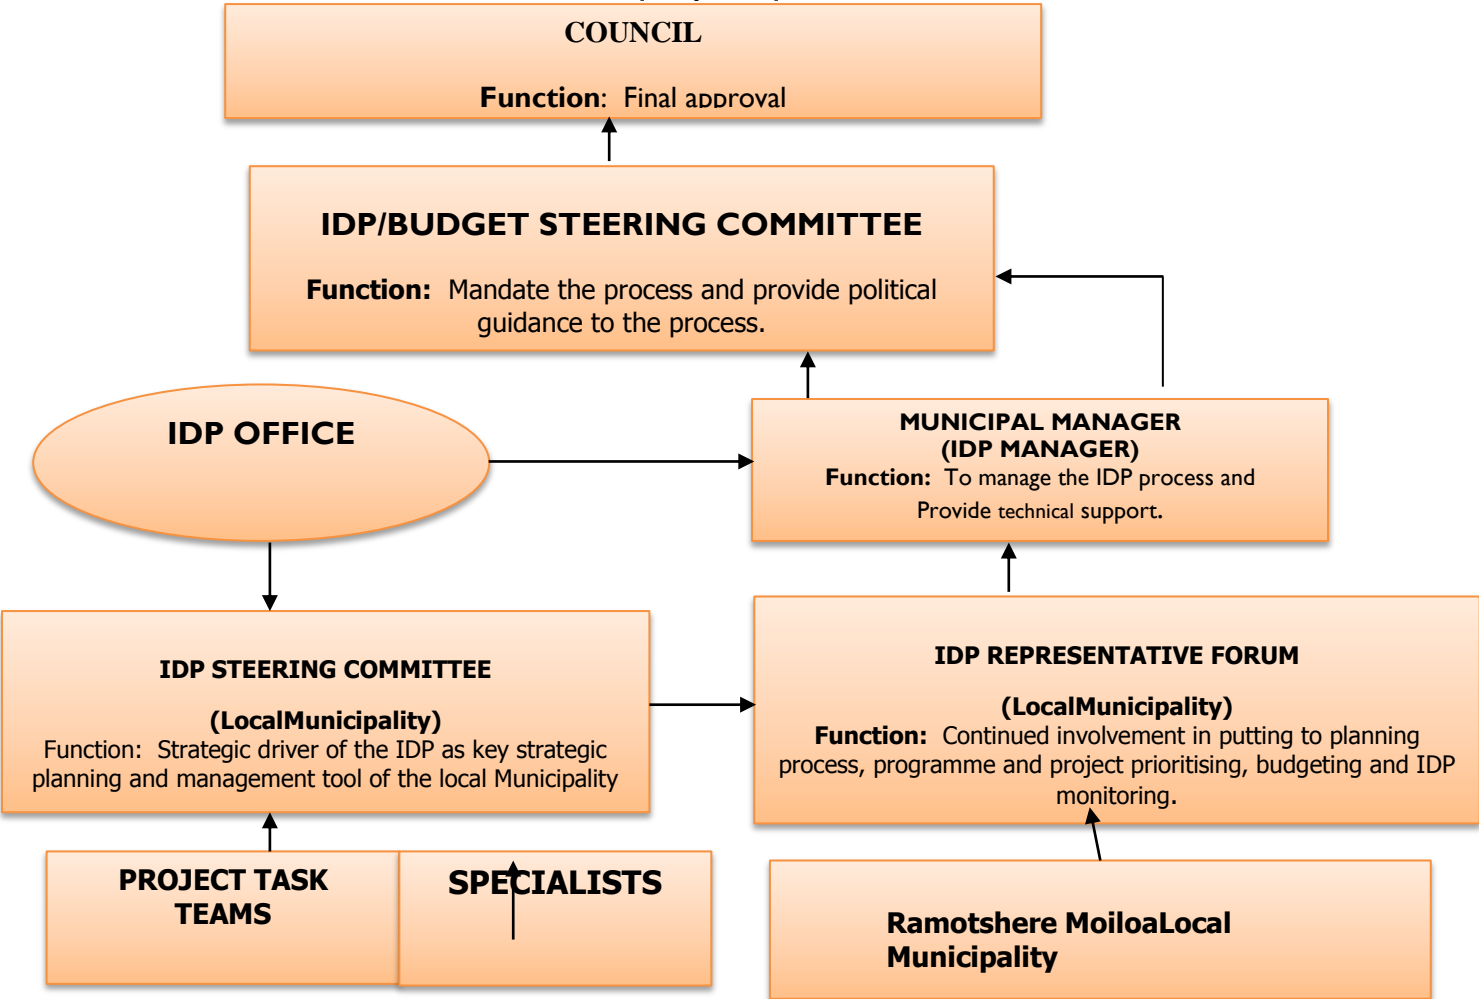 COUNCIL
Function: Final approval
IDP/BUDGET STEERING COMMITTEE
Function: Mandate the process and provide political
guidance to the process.
IDP OFFICE
MUNICIPAL MANAGER
(IDP MANAGER)
Function: To manage the IDP process and
Provide technical support.
IDP STEERING COMMITTEE
(LocalMunicipality)
Function: Strategic driver of the IDP as key strategic
planning and management tool of the local Municipality
IDP REPRESENTATIVE FORUM
(LocalMunicipality)
Function: Continued involvement in putting to planning
process, programme and project prioritising, budgeting and IDP
monitoring.
PROJECT TASK
TEAMS
SPECIALISTS
Ramotshere MoiloaLocal
Municipality